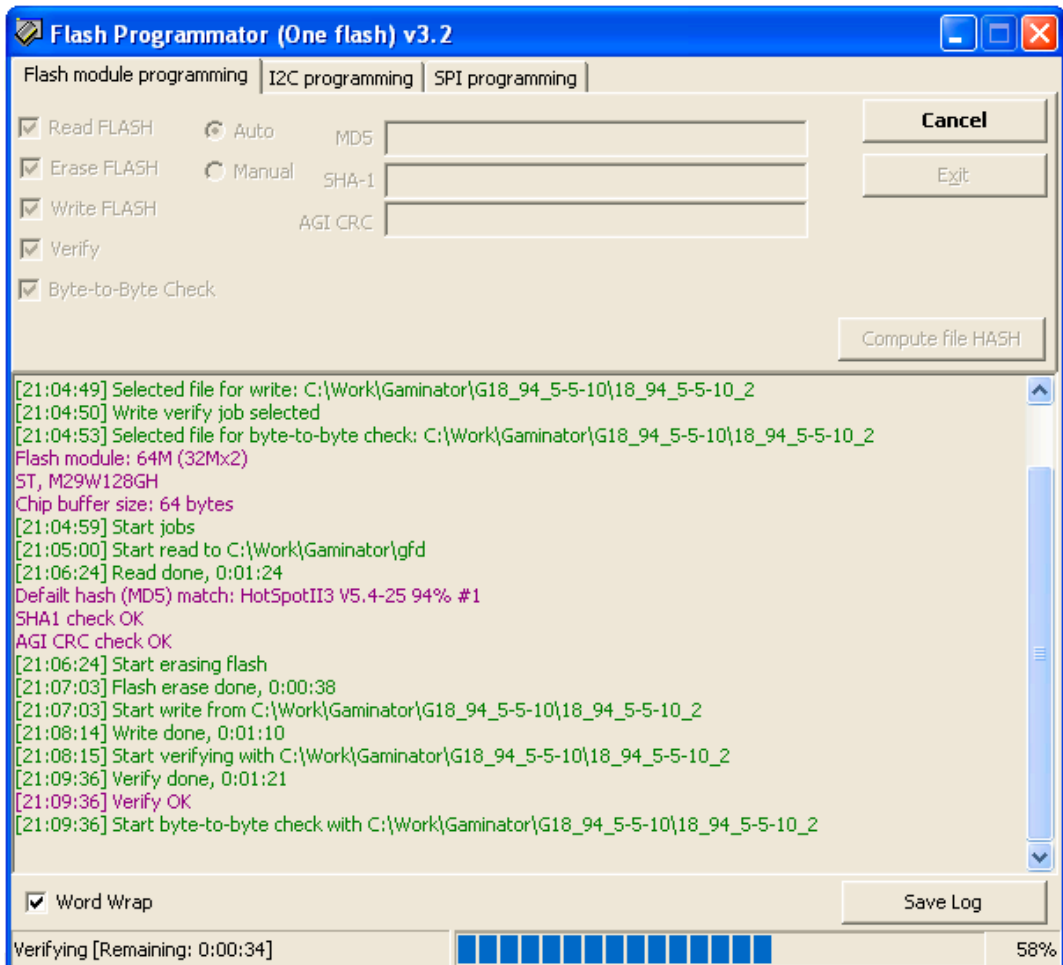 Flash Programmator (One flash) v3.2
Flash module programming I2C programming SPI programming
Read FLASH Auto MD5 Cancel
Erase FLASH Manual SHA-1 Exit
Write FLASH AGI CRC
Verify
Byte-to-Byte Check
Compute file HASH
[21:04:49] Selected file for write: C:\Work\Gaminator\G18_94_5-5-10\18_94_5-5-10_2
[21:04:50] Write verify job selected
[21:04:53] Selected file for byte-to-byte check: C:\Work\Gaminator\G18_94_5-5-10\18_94_5-5-10_2
Flash module: 64M (32Mx2)
ST, M29W128GH
Chip buffer size: 64 bytes
[21:04:59] Start jobs
[21:05:00] Start read to C:\Work\Gaminator\gfd
[21:06:24] Read done, 0:01:24
Defailt hash (MD5) match: HotSpotII3 V5.4-25 94% #1
SHA1 check OK
AGI CRC check OK
[21:06:24] Start erasing flash
[21:07:03] Flash erase done, 0:00:38
[21:07:03] Start write from C:\Work\Gaminator\G18_94_5-5-10\18_94_5-5-10_2
[21:08:14] Write done, 0:01:10
[21:08:15] Start verifying with C:\Work\Gaminator\G18_94_5-5-10\18_94_5-5-10_2
[21:09:36] Verify done, 0:01:21
[21:09:36] Verify OK
[21:09:36] Start byte-to-byte check with C:\Work\Gaminator\G18_94_5-5-10\18_94_5-5-10_2
Word Wrap Save Log
Verifying [Remaining: 0:00:34] 58%